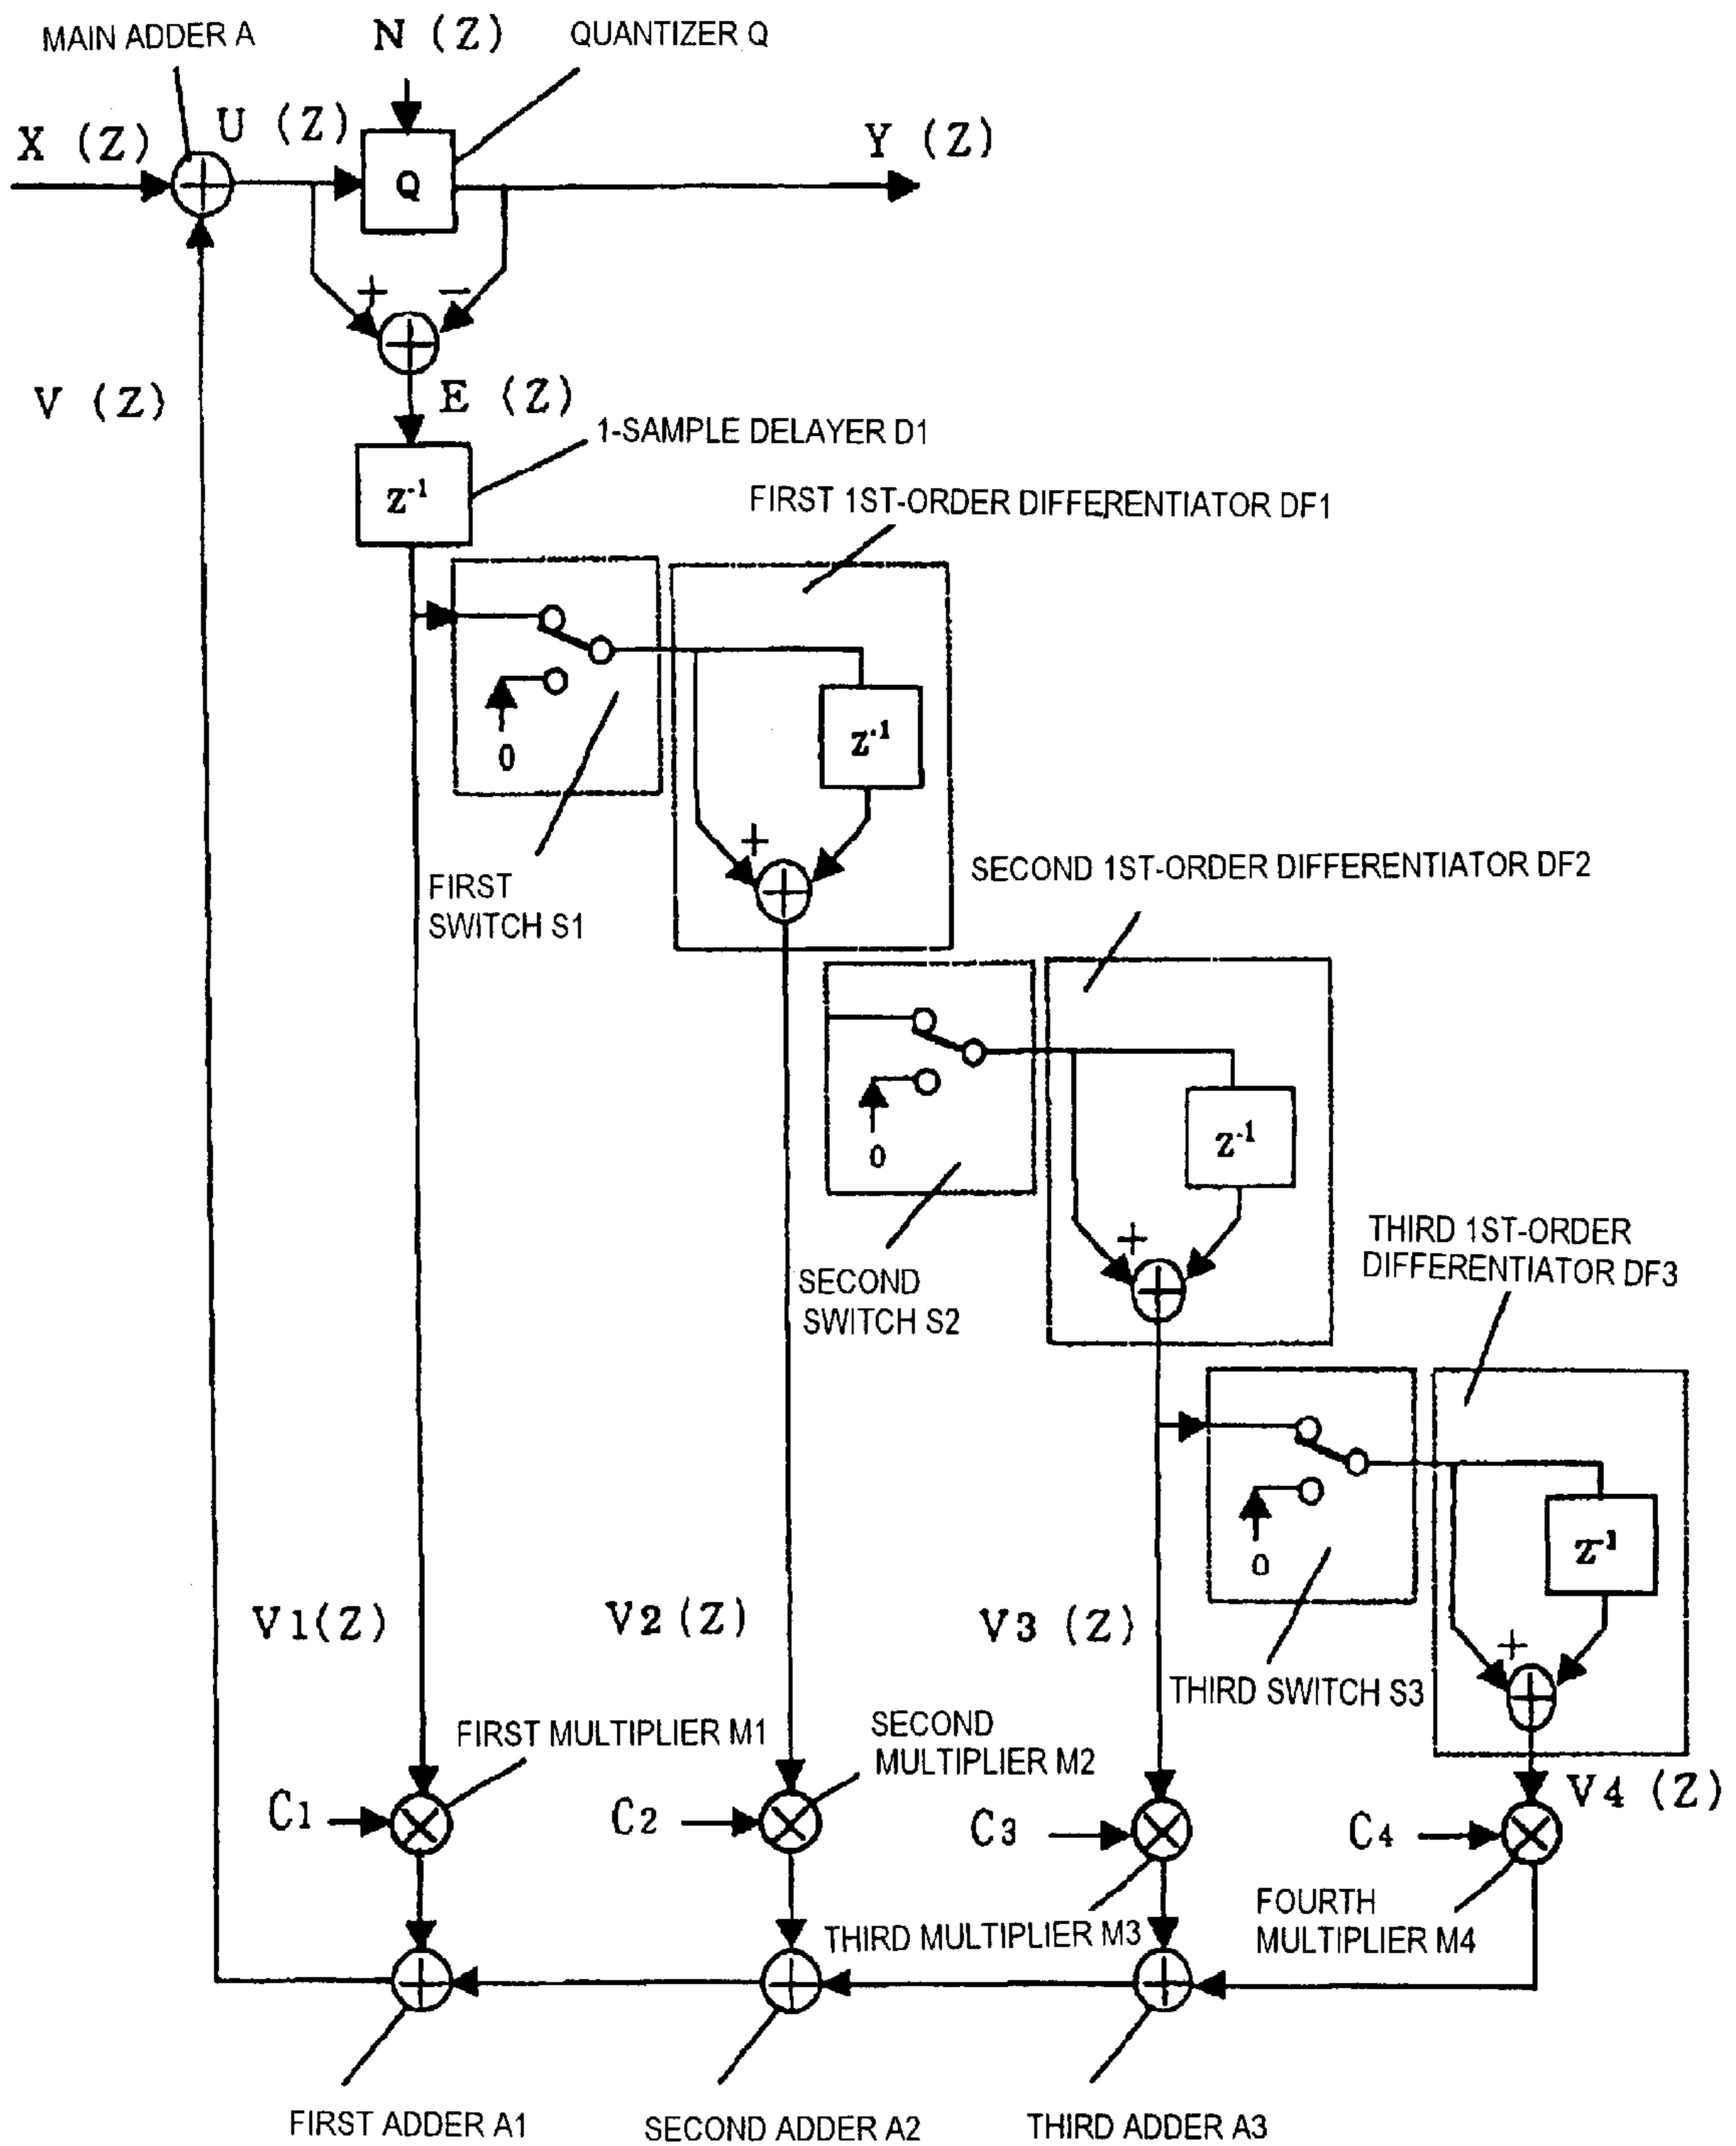 MAIN ADDER A
N (Z)
QUANTIZER Q
X (Z)
U (Z)
Q
Y (Z)
+
−
V (Z)
E (Z)
1-SAMPLE DELAYER D1
Z-1
FIRST 1ST-ORDER DIFFERENTIATOR DF1
0
Z-1
+
FIRST
SWITCH S1
SECOND 1ST-ORDER DIFFERENTIATOR DF2
0
Z-1
+
SECOND
SWITCH S2
THIRD 1ST-ORDER
DIFFERENTIATOR DF3
0
Z-1
+
V1(Z)
V2 (Z)
V3 (Z)
THIRD SWITCH S3
FIRST MULTIPLIER M1
SECOND
MULTIPLIER M2
V4 (Z)
C1
C2
C3
C4
THIRD MULTIPLIER M3
FOURTH
MULTIPLIER M4
FIRST ADDER A1
SECOND ADDER A2
THIRD ADDER A3